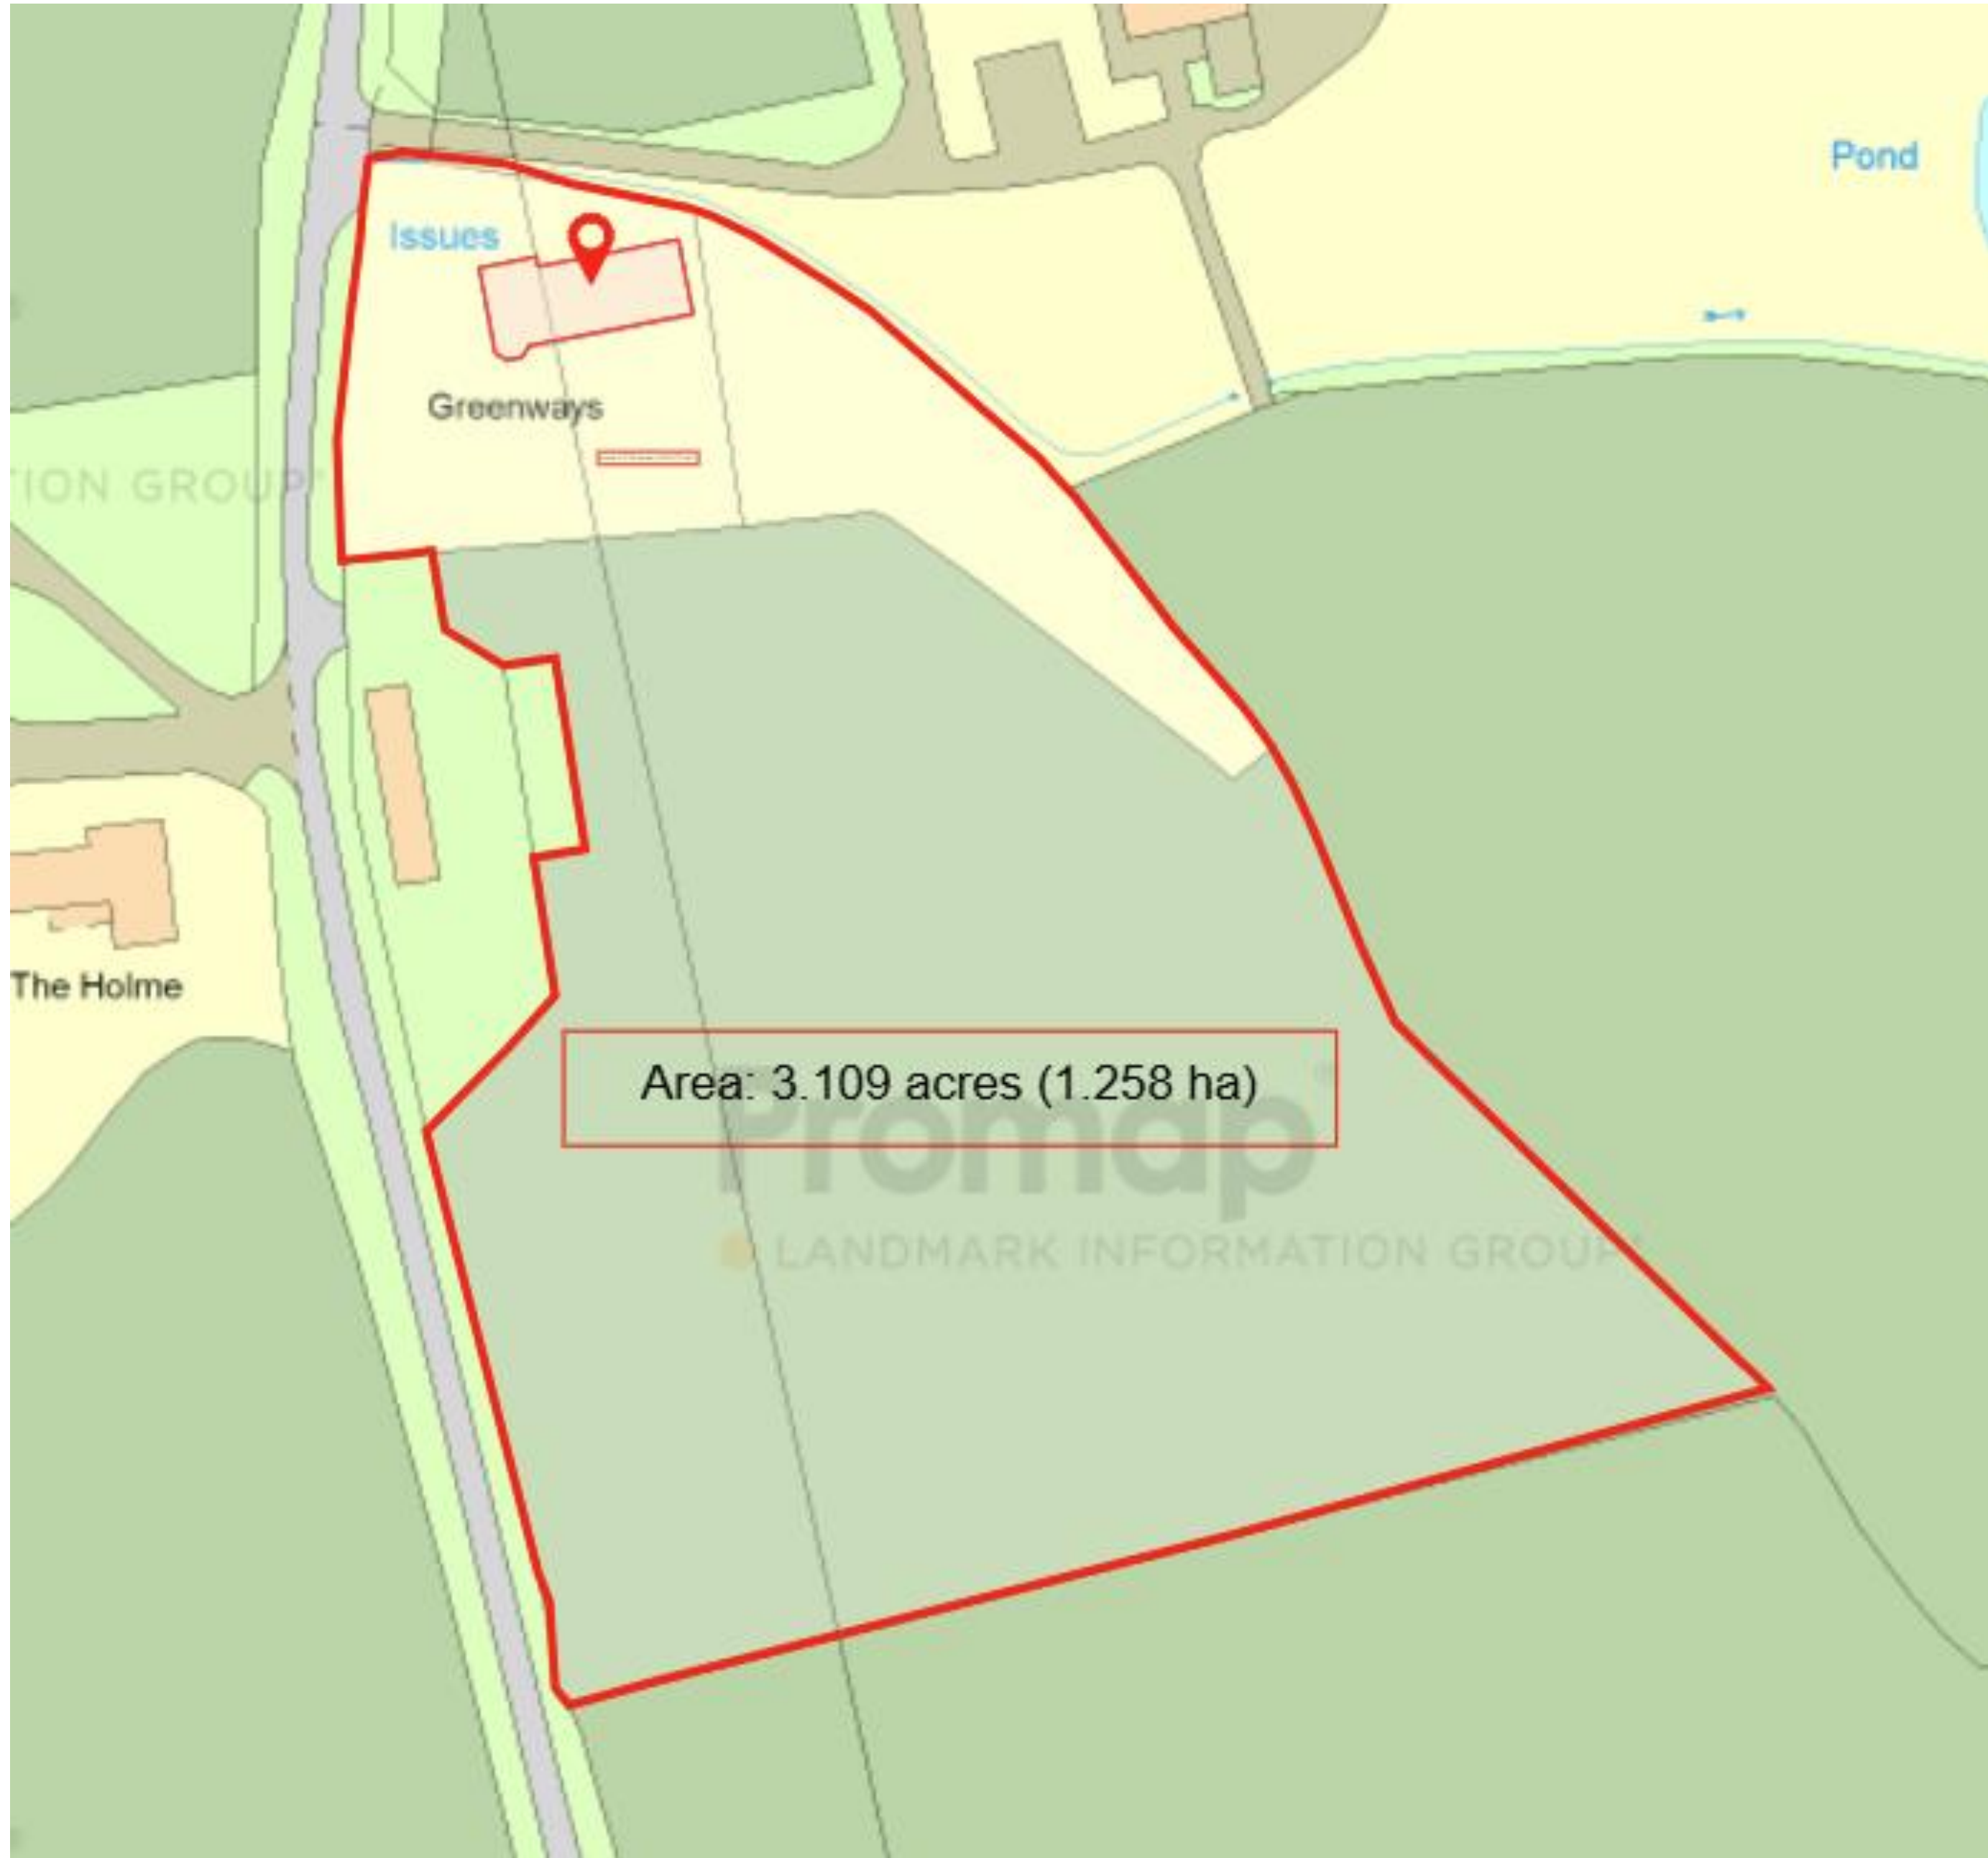 Pond
Issues
Greenways
TION GROUP
The Holme
Area: 3.109 acres (1.258 ha)
Promap
LANDMARK INFORMATION GROUP